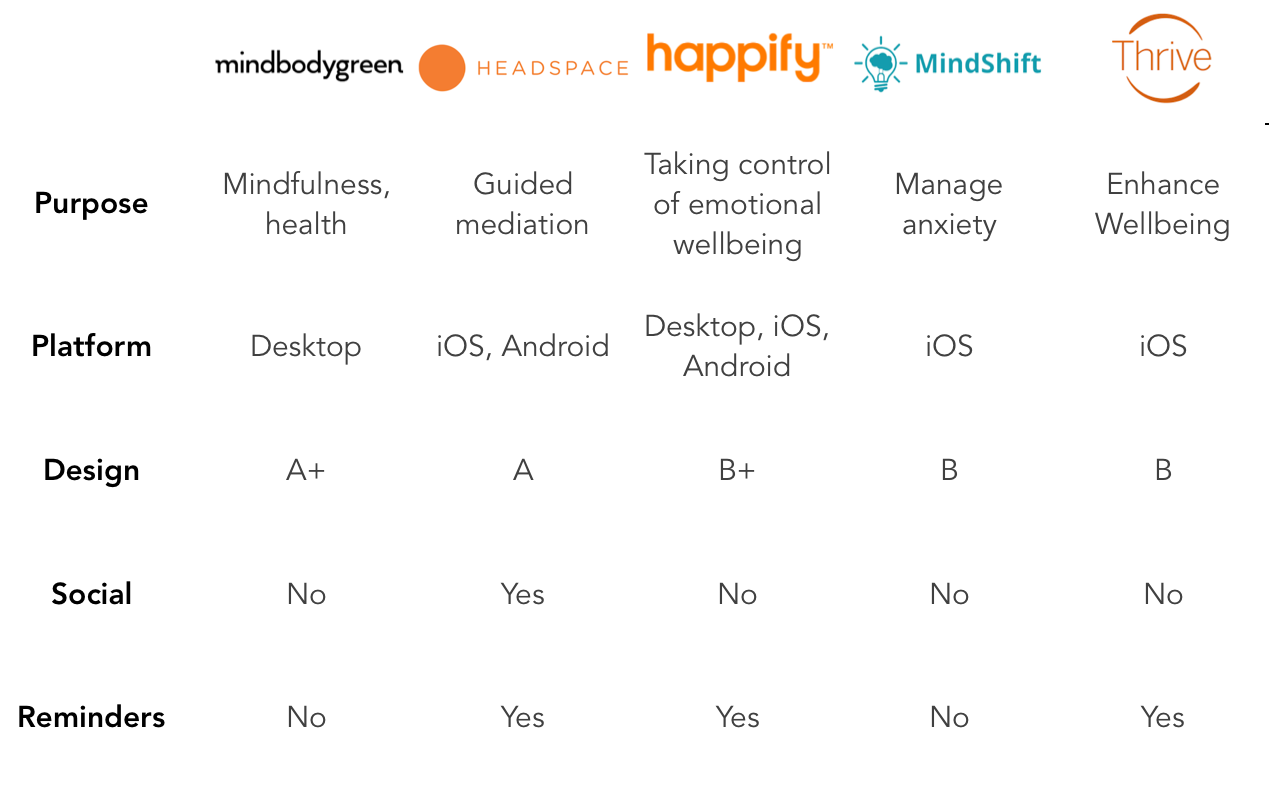 mindbodygreen HEADSPACE happify™ MindShift Thrive
Purpose
Mindfulness,
health
Guided
mediation
Taking control
of emotional
wellbeing
Manage
anxiety
Enhance
Wellbeing
Platform
Desktop
iOS, Android
Desktop, iOS,
Android
iOS
iOS
Design A+ A B+ B B
Social No Yes No No No
Reminders No Yes Yes No Yes